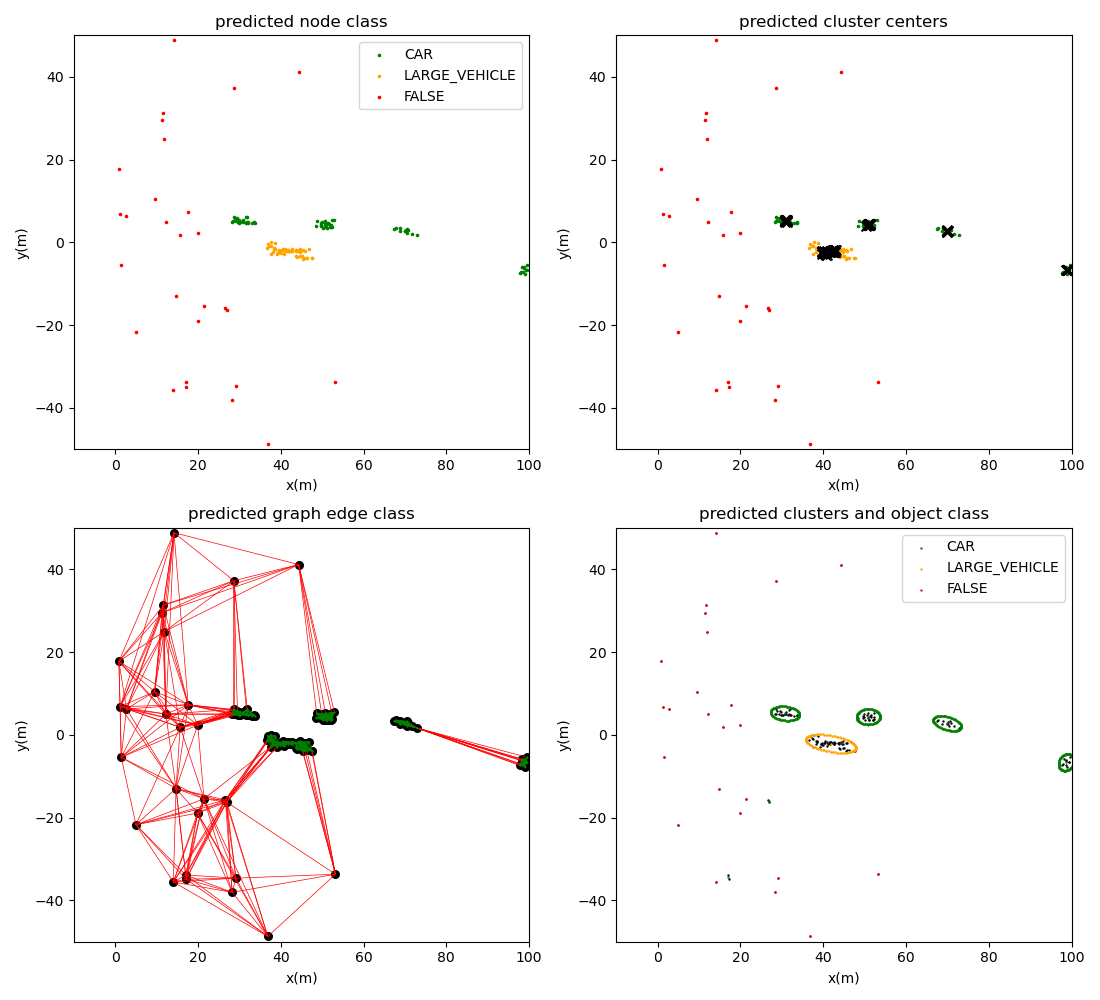 predicted node class
CAR
LARGE_VEHICLE
FALSE
40
20
0
−20
−40
y(m)
0 20 40 60 80 100
x(m)
predicted cluster centers
40
20
0
−20
−40
y(m)
0 20 40 60 80 100
x(m)
predicted graph edge class
40
20
0
−20
−40
y(m)
0 20 40 60 80 100
x(m)
predicted clusters and object class
CAR
LARGE_VEHICLE
FALSE
40
20
0
−20
−40
y(m)
0 20 40 60 80 100
x(m)